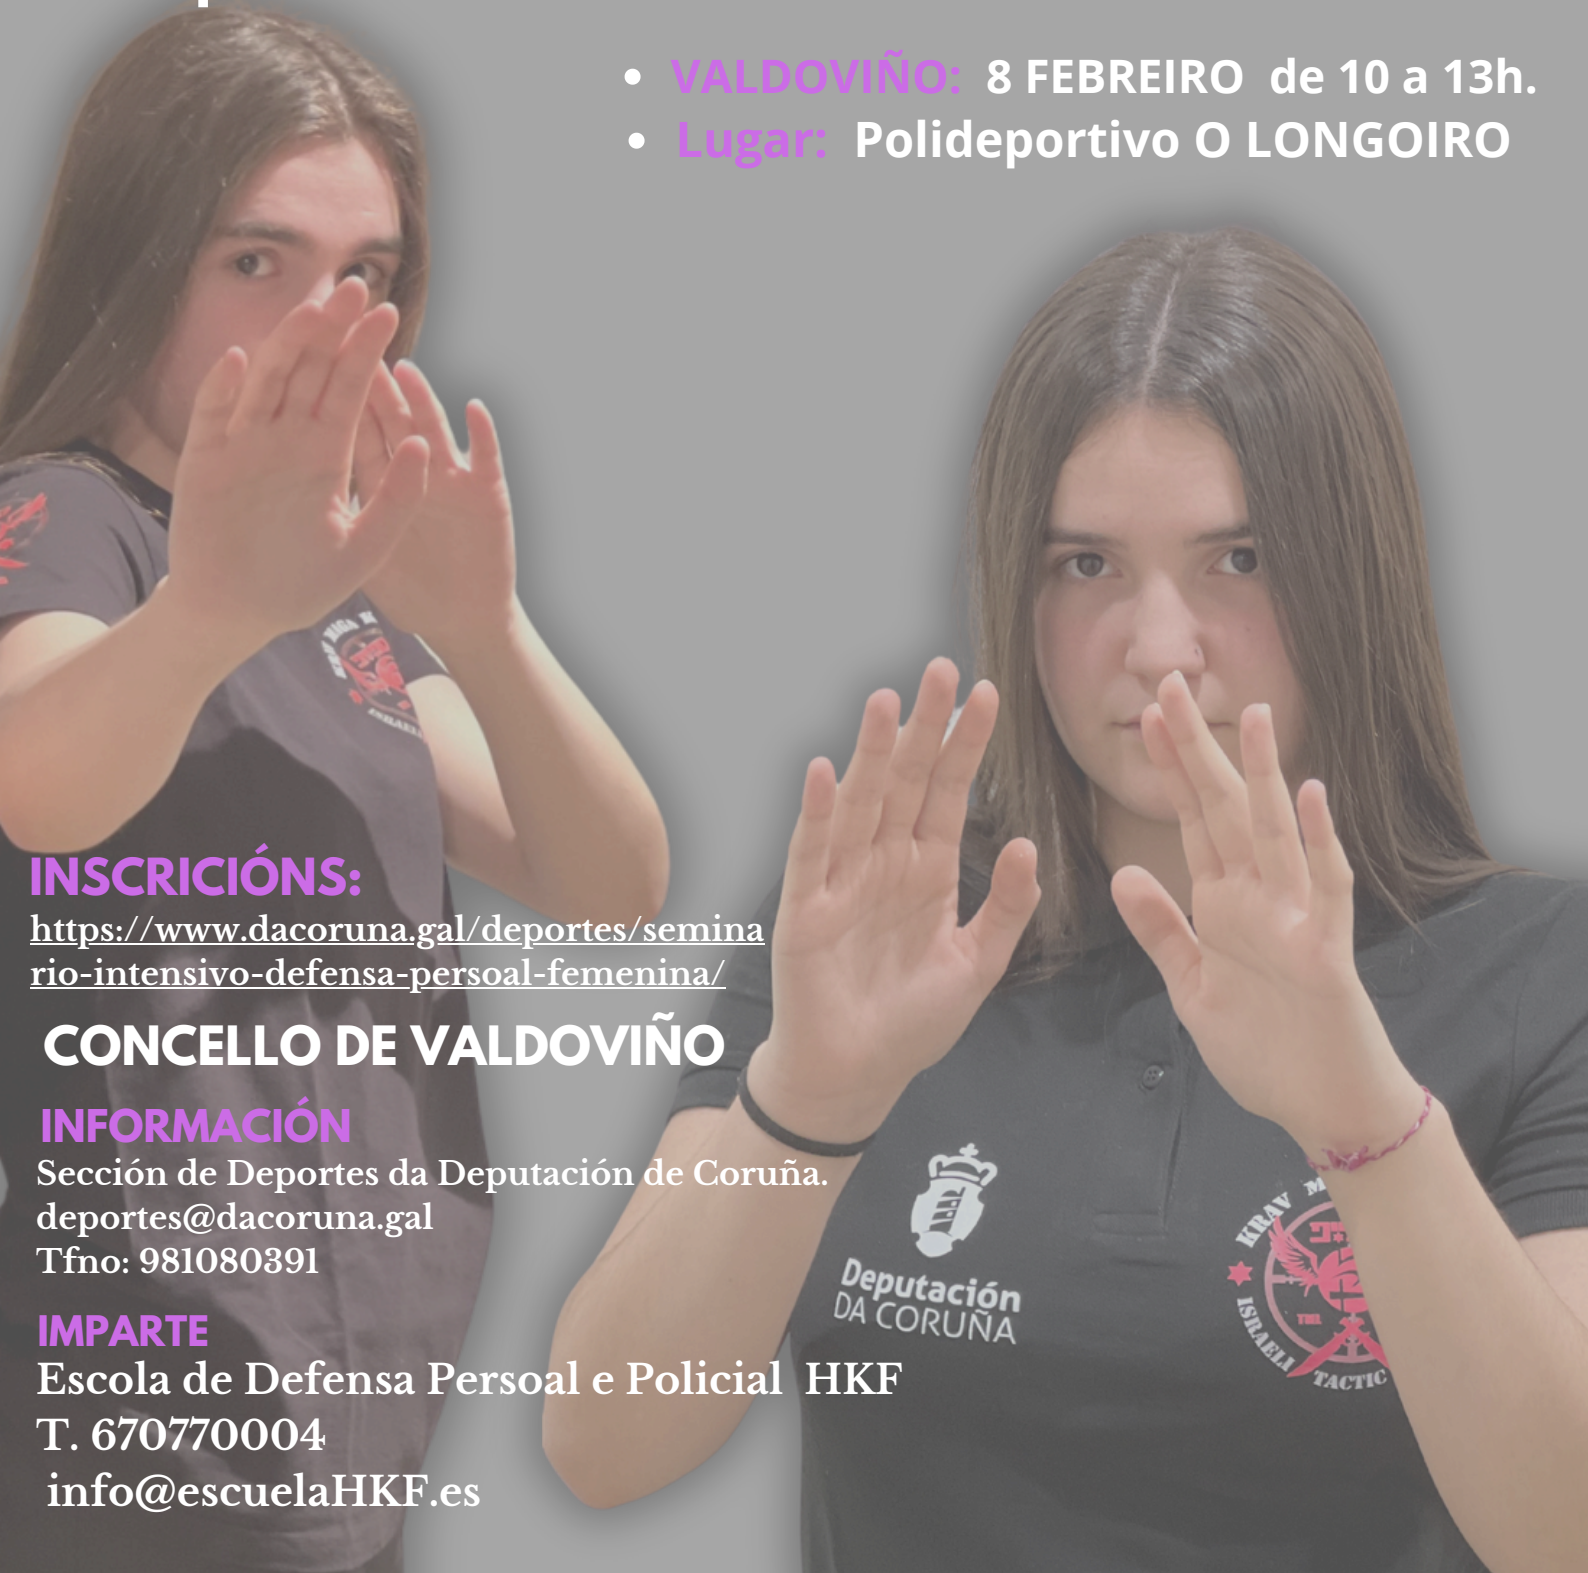 VALDOVIÑO: 8 FEBREIRO de 10 a 13h.
Lugar: Polideportivo O LONGOIRO
INSCRICIÓNS:
https://www.dacoruna.gal/deportes/semina
rio-intensivo-defensa-persoal-femenina/
CONCELLO DE VALDOVIÑO
INFORMACIÓN
Sección de Deportes da Deputación de Coruña.
deportes@dacoruna.gal
Tfno: 981080391
IMPARTE
Escola de Defensa Persoal e Policial HKF
T. 670770004
info@escuelaHKF.es
Deputación
DA CORUÑA
KRAV
ISRAELI
TACTIC
MAGA
ISRAELI